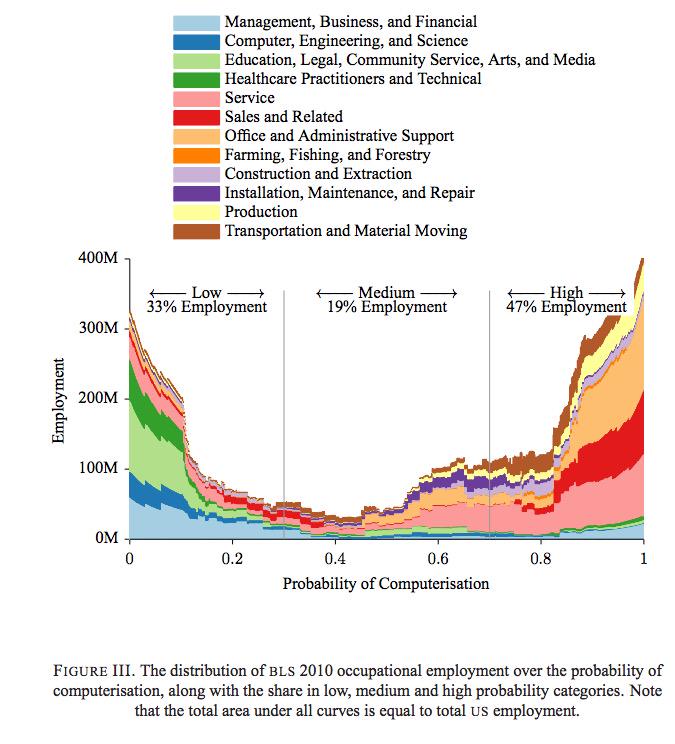 Management, Business, and Financial
Computer, Engineering, and Science
Education, Legal, Community Service, Arts, and Media
Healthcare Practitioners and Technical
Service
Sales and Related
Office and Administrative Support
Farming, Fishing, and Forestry
Construction and Extraction
Installation, Maintenance, and Repair
Production
Transportation and Material Moving
400M
300M
200M
100M
0M
Employment
Low
33% Employment
Medium
19% Employment
High
47% Employment
0
0.2
0.4
0.6
0.8
1
Probability of Computerisation
FIGURE III. The distribution of BLS 2010 occupational employment over the probability of
computerisation, along with the share in low, medium and high probability categories. Note
that the total area under all curves is equal to total US employment.